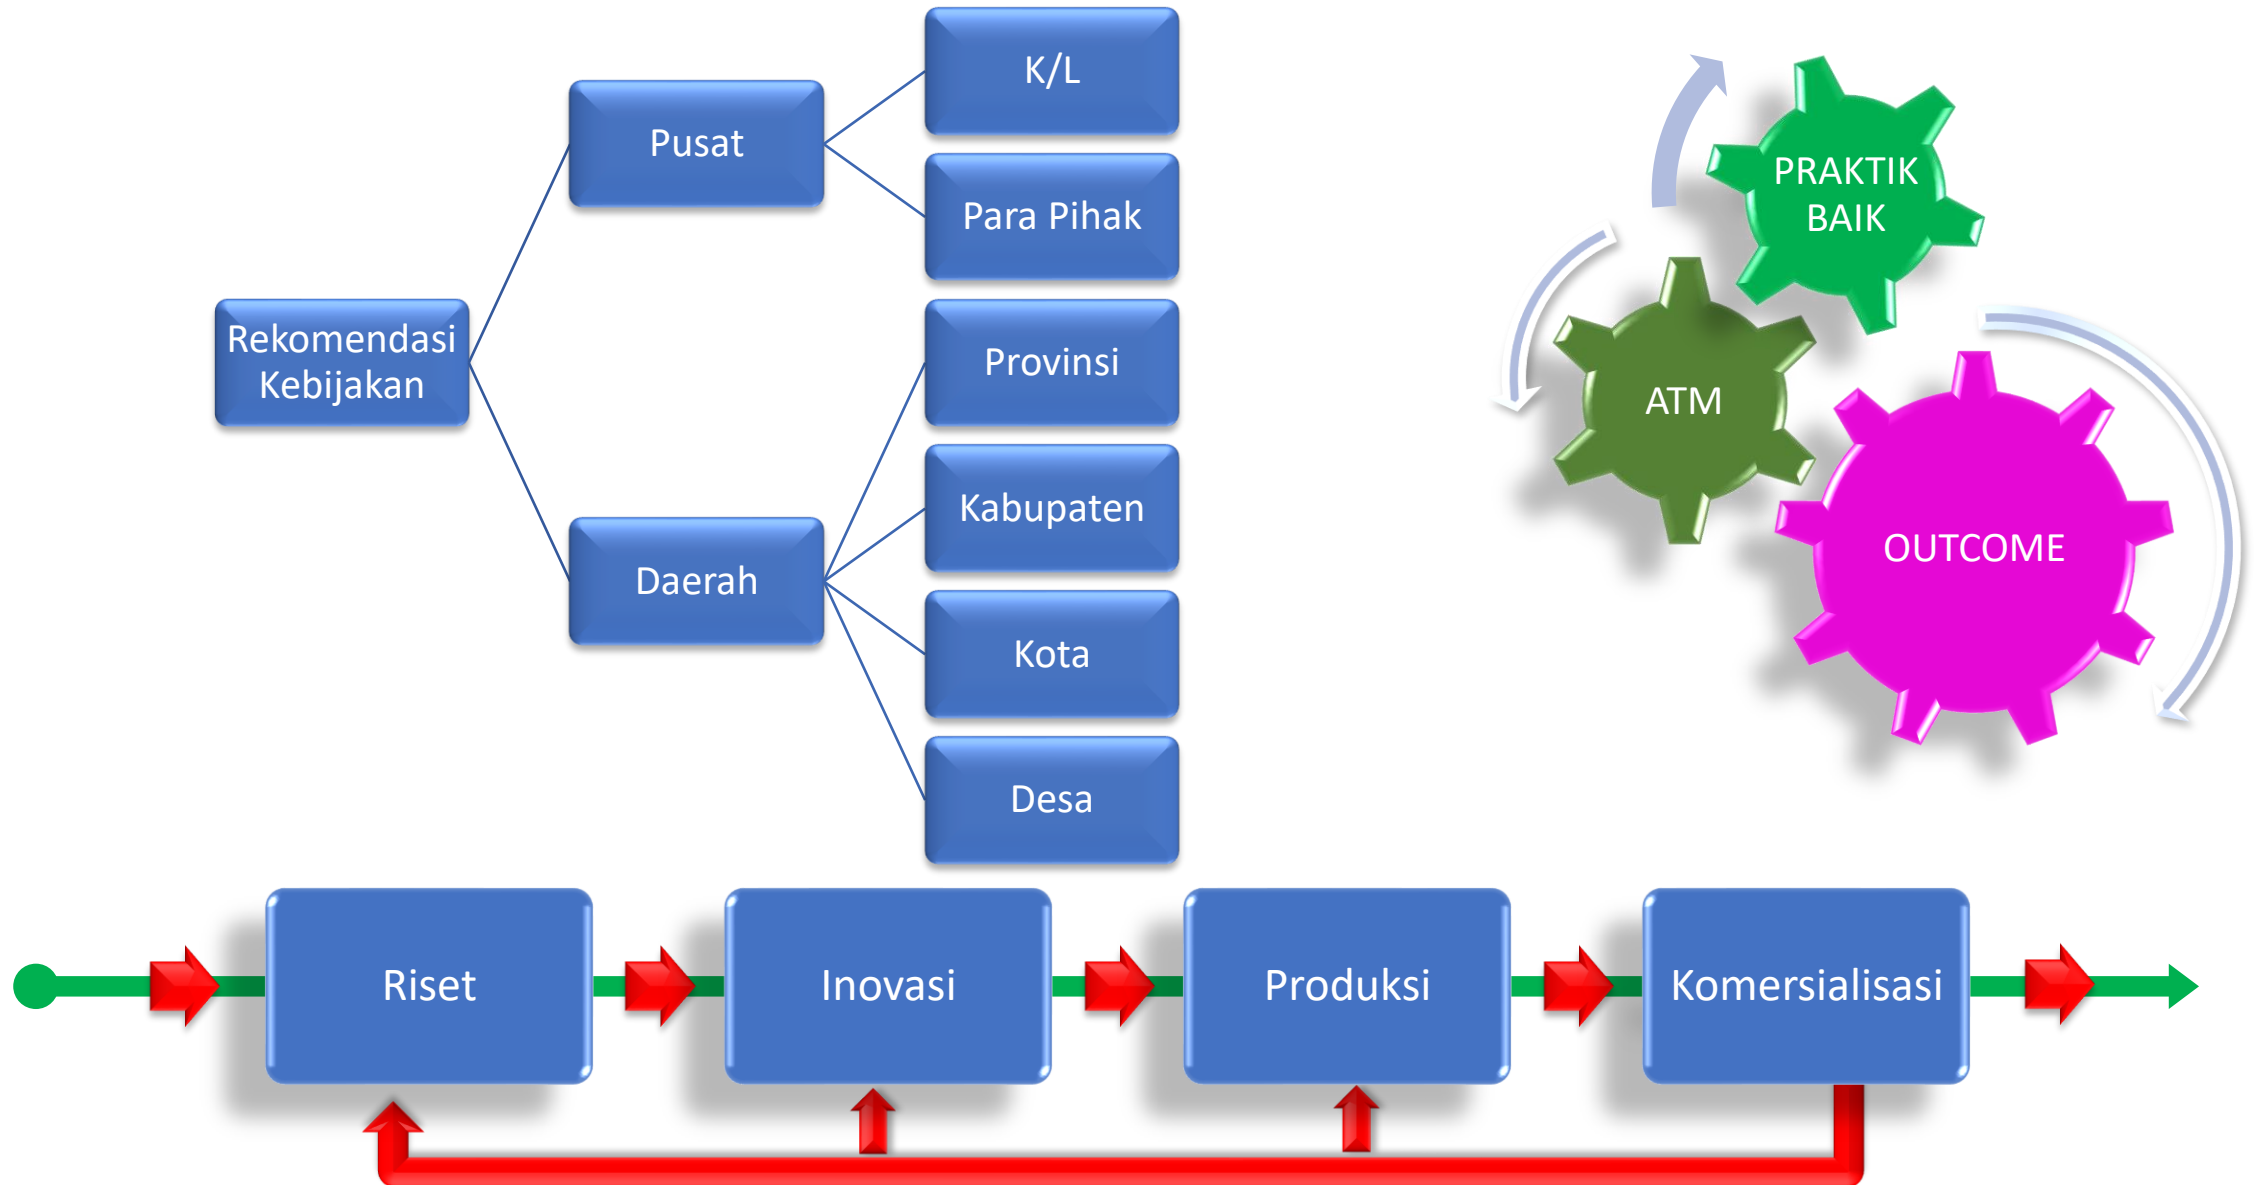 Rekomendasi
Kebijakan
Pusat
Daerah
K/L
Para Pihak
Provinsi
Kabupaten
Kota
Desa
PRAKTIK
BAIK
ATM
OUTCOME
Riset
Inovasi
Produksi
Komersialisasi